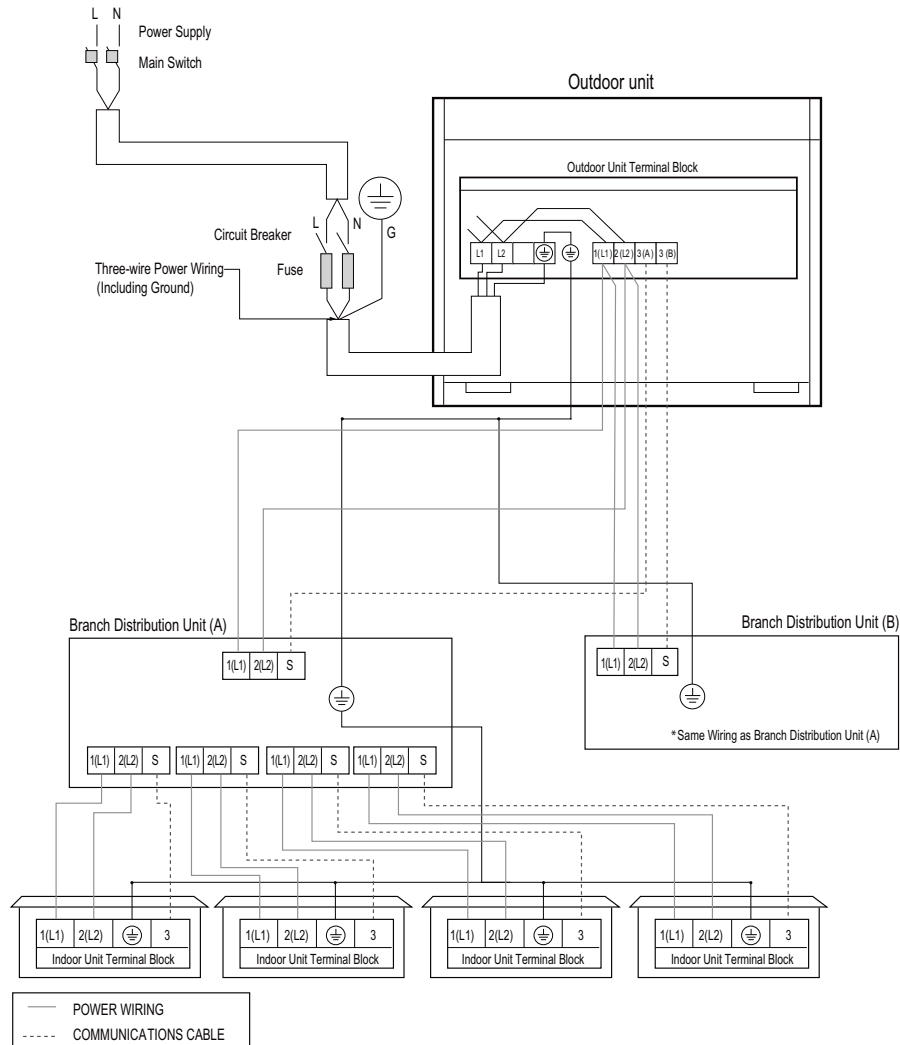 L N
Power Supply
Main Switch
Outdoor unit
Outdoor Unit Terminal Block
L N
G
Circuit Breaker
L1 L2 1(L1) 2(L2) 3(A) 3(B)
Three-wire Power Wiring
(Including Ground)
Fuse
Branch Distribution Unit (A)
1(L1) 2(L2) S
Branch Distribution Unit (B)
1(L1) 2(L2) S
*Same Wiring as Branch Distribution Unit (A)
1(L1) 2(L2) S 1(L1) 2(L2) S 1(L1) 2(L2) S 1(L1) 2(L2) S
1(L1) 2(L2) 3
Indoor Unit Terminal Block
1(L1) 2(L2) 3
Indoor Unit Terminal Block
1(L1) 2(L2) 3
Indoor Unit Terminal Block
1(L1) 2(L2) 3
Indoor Unit Terminal Block
POWER WIRING
COMMUNICATIONS CABLE